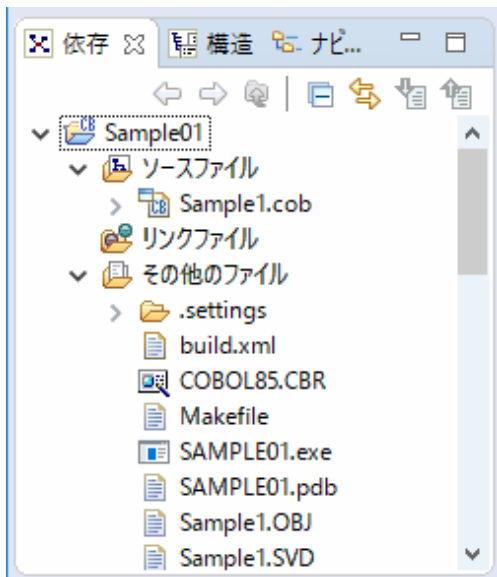 依存 構造 ナビ...
Sample01
ソースファイル
Sample1.cob
リンクファイル
その他のファイル
.settings
build.xml
COBOL85.CBR
Makefile
SAMPLE01.exe
SAMPLE01.pdb
Sample1.OBJ
Sample1.SVD